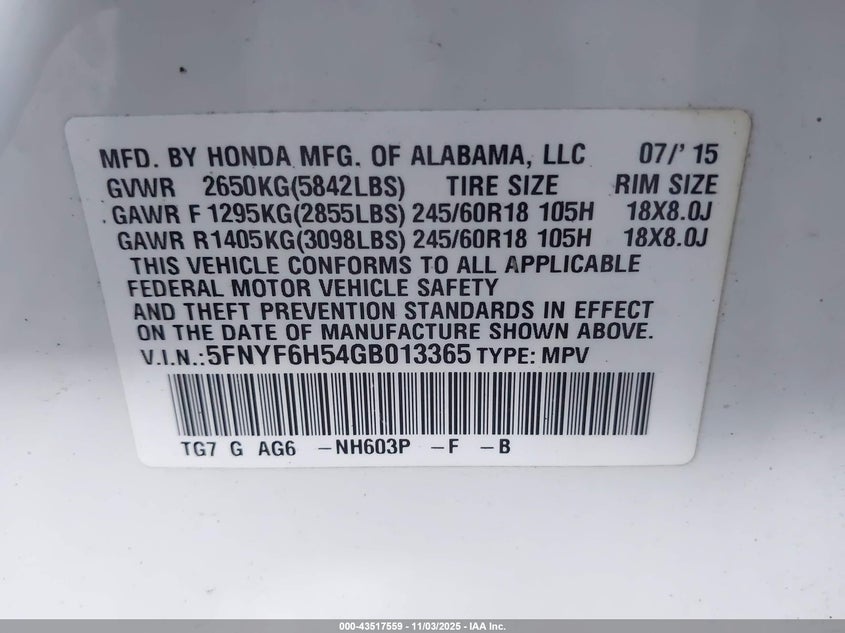 MFD. BY HONDA MFG. OF ALABAMA, LLC 07/' 15
GVWR 2650KG(5842LBS) TIRE SIZE RIM SIZE
GAWR F1295KG(2855LBS) 245/60R18 105H 18X8.0J
GAWR R1405KG(3098LBS) 245/60R18 105H 18X8.0J
THIS VEHICLE CONFORMS TO ALL APPLICABLE
FEDERAL MOTOR VEHICLE SAFETY
AND THEFT PREVENTION STANDARDS IN EFFECT
ON THE DATE OF MANUFACTURE SHOWN ABOVE.
V.I.N.:5FNYF6H54GB013365 TYPE: MPV
TG7 G AG6 -NH603P -F -B
000-43517559 - 11/03/2025 - IAA Inc.